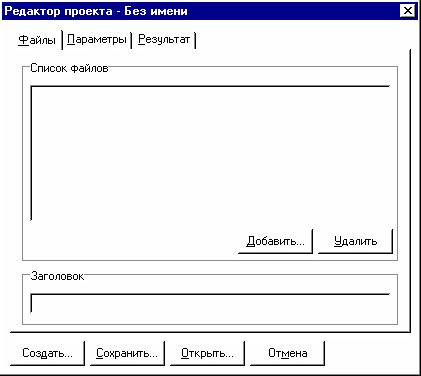 Редактор проекта - Без имени
Файлы Параметры Результат
Список файлов
Добавить... Удалить
Заголовок
Создать... Сохранить... Открыть... Отмена